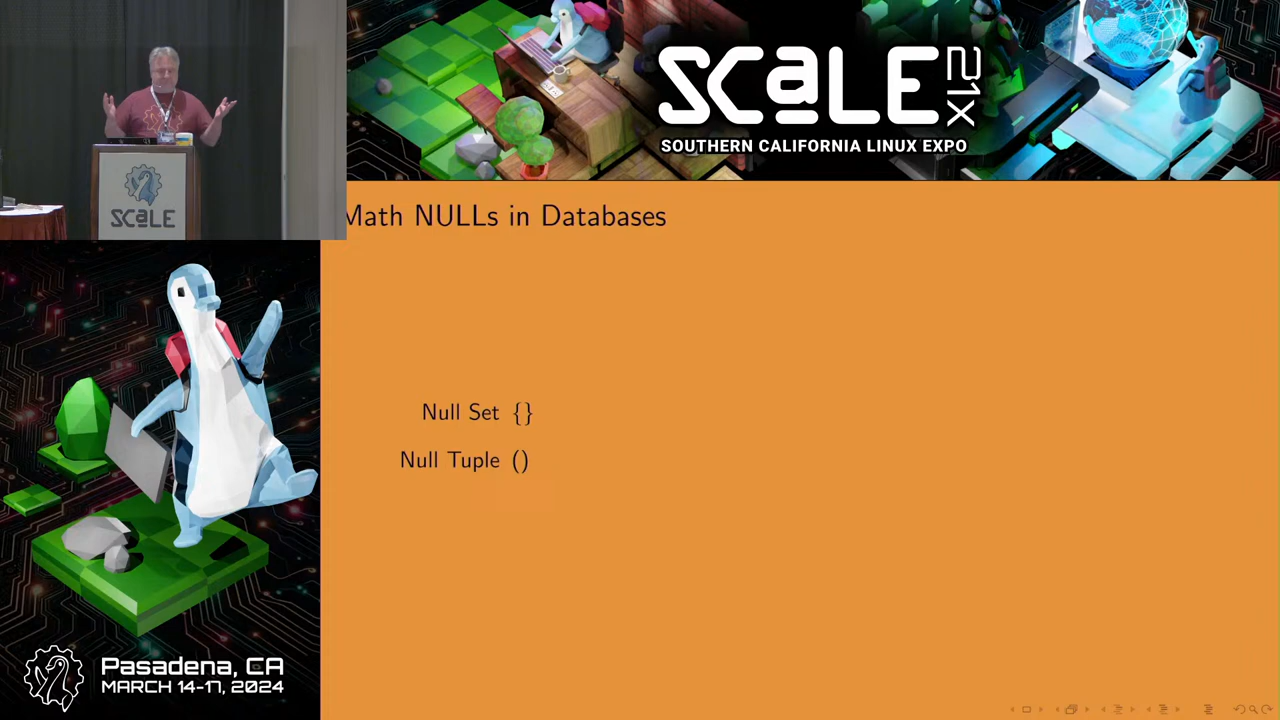 SCALE 21X
SOUTHERN CALIFORNIA LINUX EXPO
SCALE
Math NULLs in Databases
Null Set {}
Null Tuple ()
Pasadena, CA
MARCH 14-17, 2024